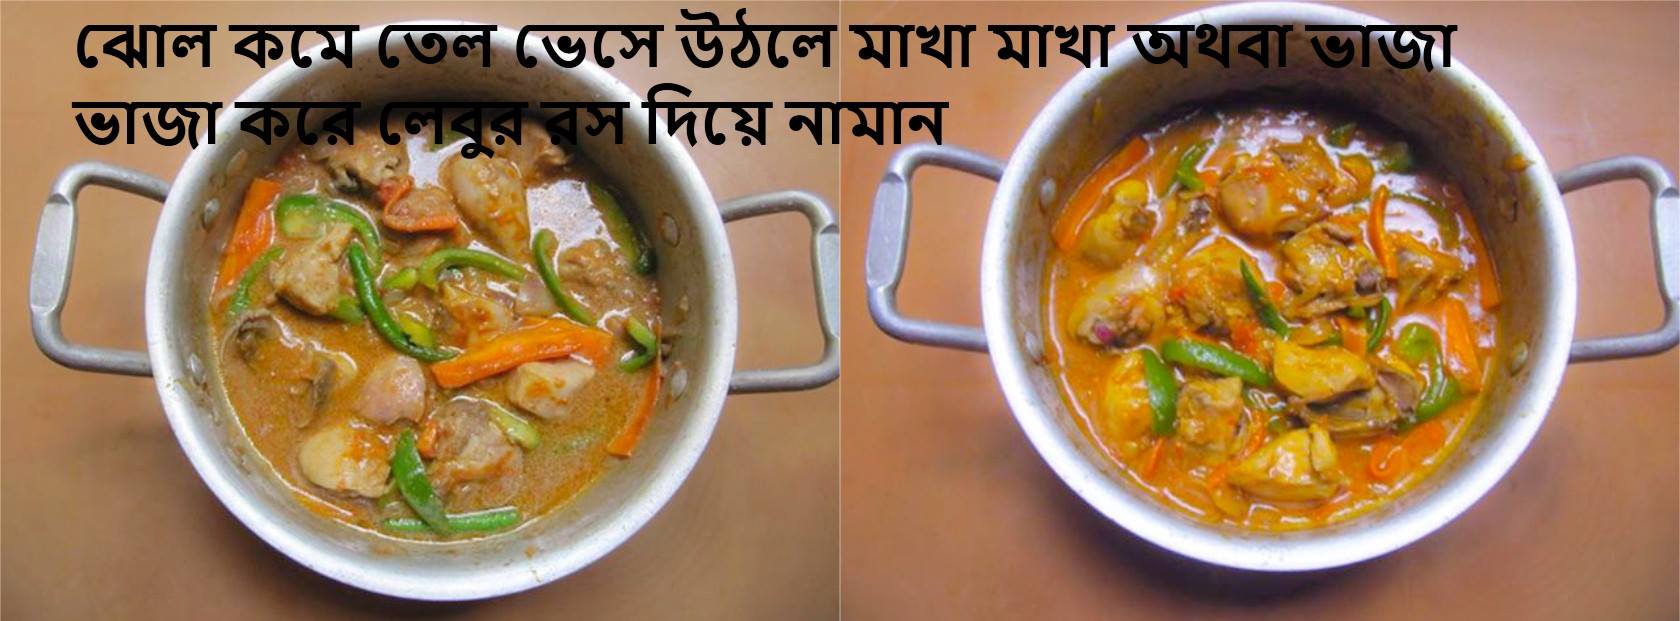 ঝোল কমে তেল ভেসে উঠলে মাখা মাখা অথবা ভাজা
ভাজা করে লেবুর রস দিয়ে নামান